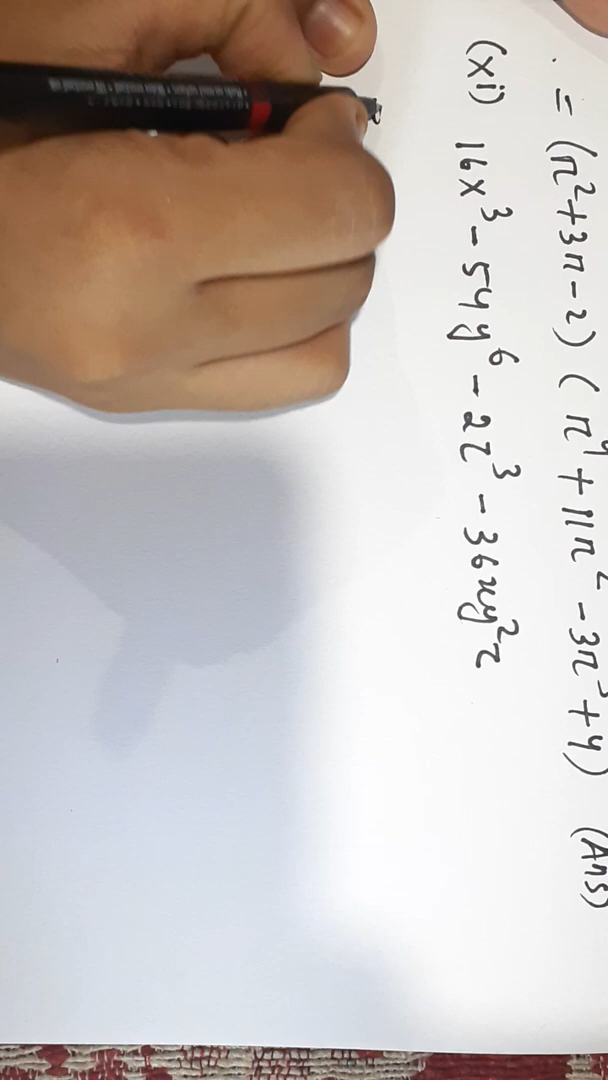 = (x²+3x-2) (x⁴+11x²-3x³+4) (Ans)
(xi) 16x³-54y⁶-2z³-36xy²z